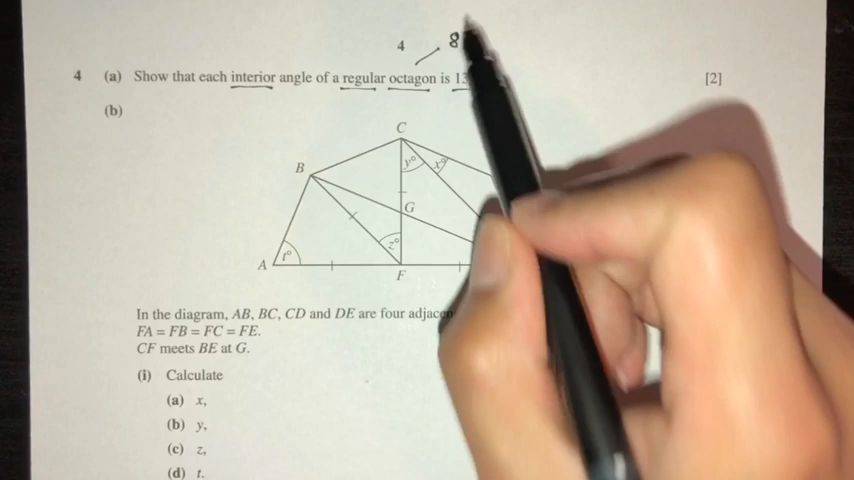 4
8
4 (a) Show that each interior angle of a regular octagon is 13 [2]
(b)
C
B
y° x°
G
z°
A t°
F
In the diagram, AB, BC, CD and DE are four adjacen
FA = FB = FC = FE.
CF meets BE at G.
(i) Calculate
(a) x,
(b) y,
(c) z,
(d) t.